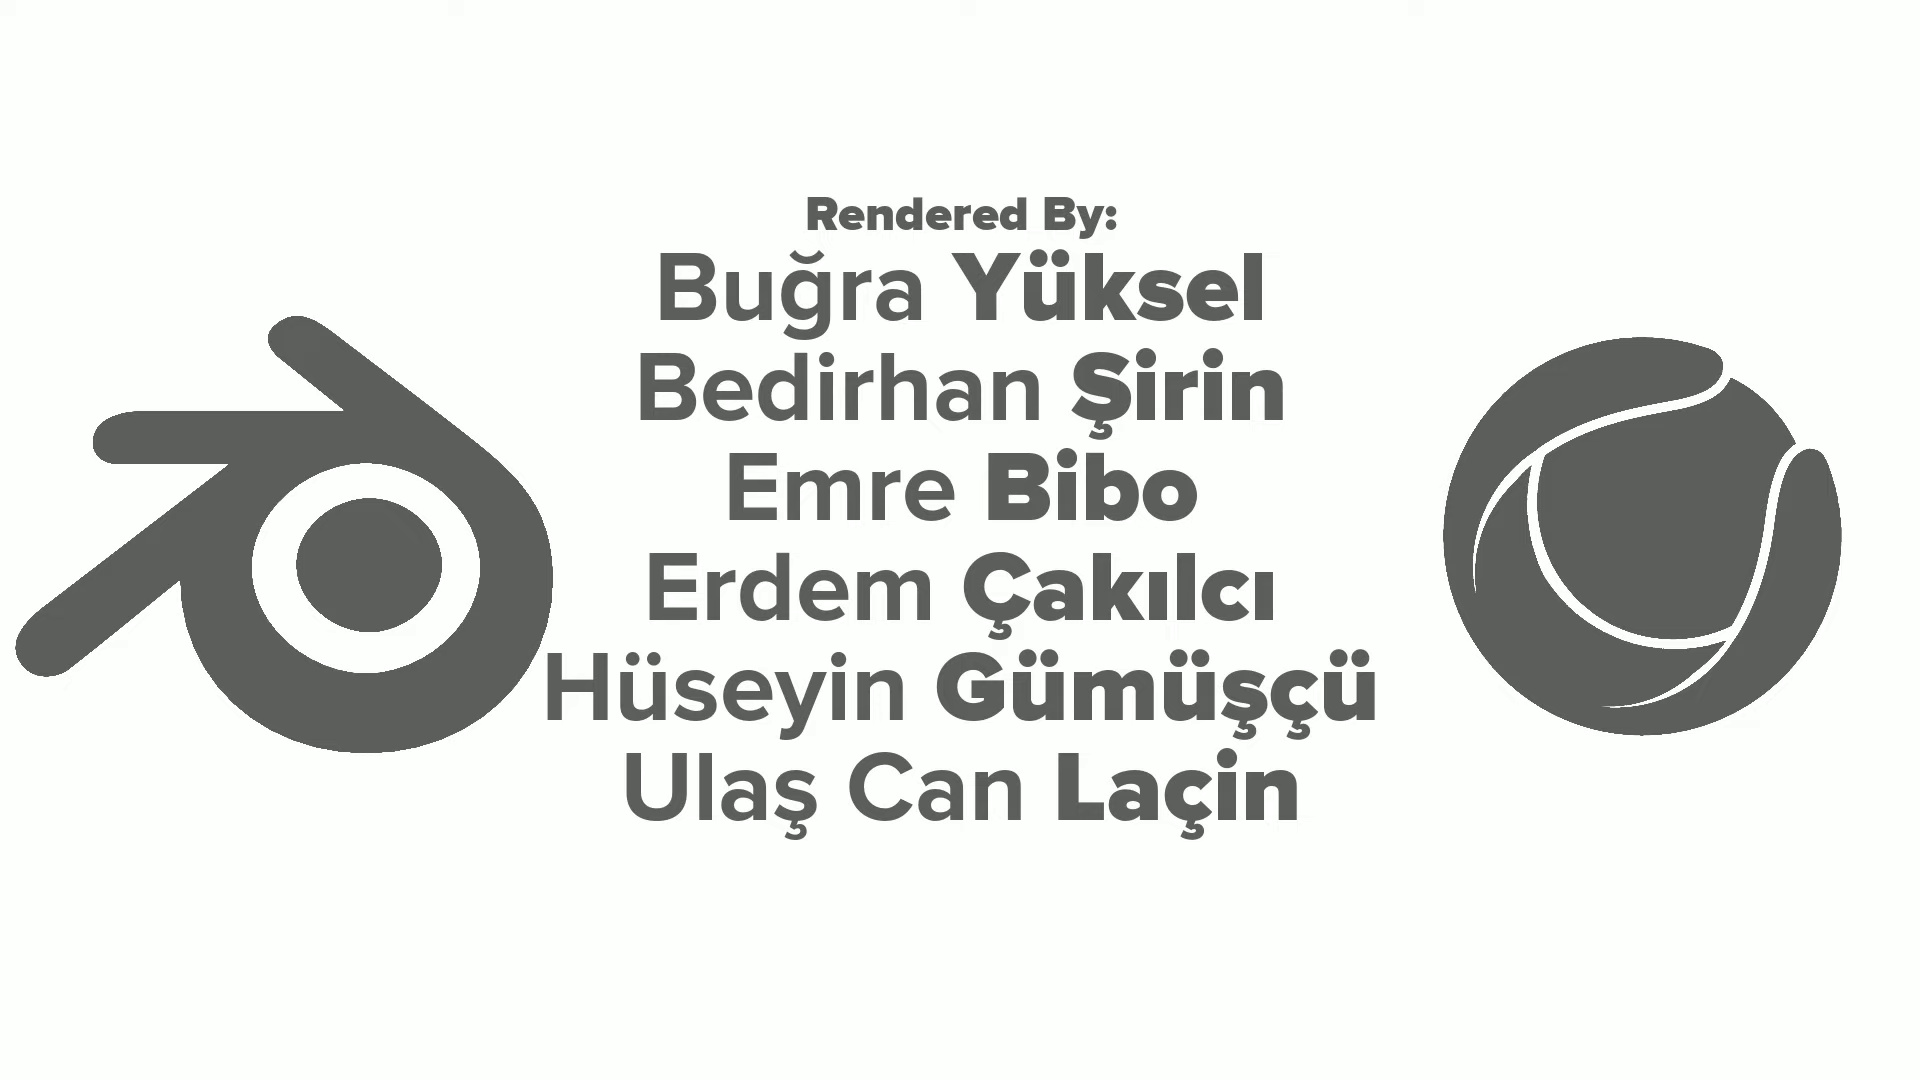 Rendered By:
Buğra Yüksel
Bedirhan Şirin
Emre Bibo
Erdem Çakılcı
Hüseyin Gümüşçü
Ulaş Can Laçin